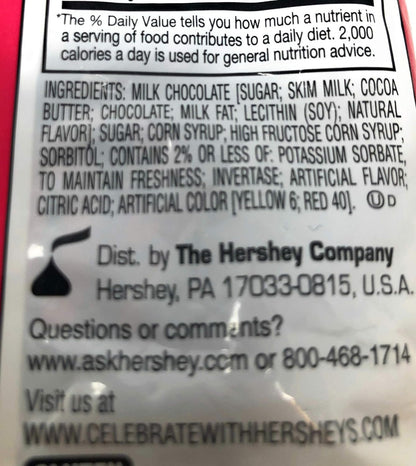 *The % Daily Value tells you how much a nutrient in
a serving of food contributes to a daily diet. 2,000
calories a day is used for general nutrition advice.
INGREDIENTS: MILK CHOCOLATE [SUGAR; SKIM MILK; COCOA
BUTTER; CHOCOLATE; MILK FAT; LECITHIN (SOY); NATURAL
FLAVOR]; SUGAR; CORN SYRUP; HIGH FRUCTOSE CORN SYRUP;
SORBITOL; CONTAINS 2% OR LESS OF: POTASSIUM SORBATE,
TO MAINTAIN FRESHNESS; INVERTASE; ARTIFICIAL FLAVOR;
CITRIC ACID; ARTIFICIAL COLOR [YELLOW 6; RED 40]. Ⓤ D
Dist. by The Hershey Company
Hershey, PA 17033-0815, U.S.A.
Questions or comments?
www.askhershey.com or 800-468-1714
Visit us at
WWW.CELEBRATEWITHHERSHEYS.COM